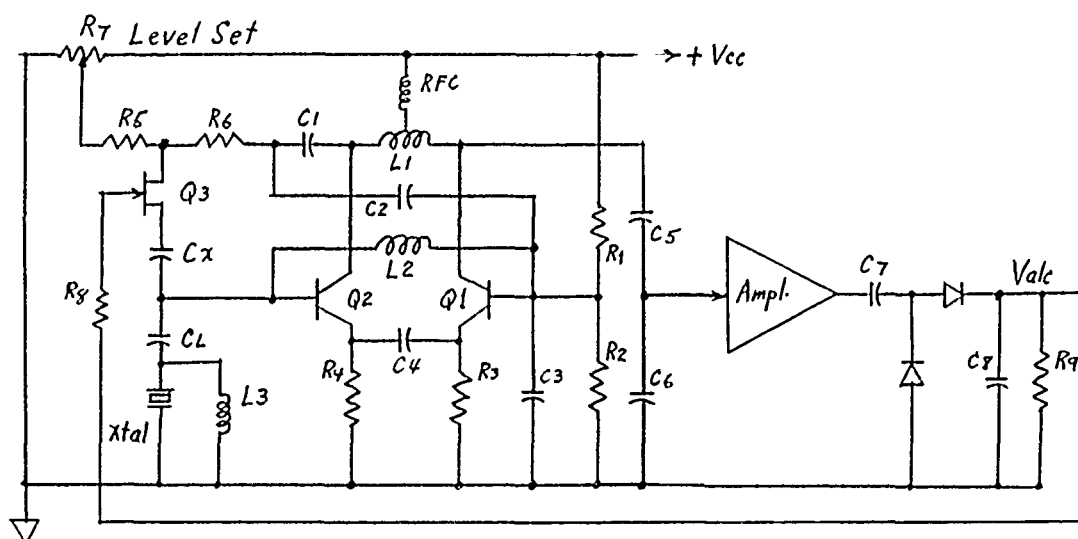 R7 Level Set
+ Vcc
RFC
R5
R6
C1
L1
Q3
C2
R1
C5
Cx
L2
R8
Q2
Q1
Ampl.
C7
Valc
CL
C4
R4
R3
C3
R2
C6
C8
R9
L3
Xtal